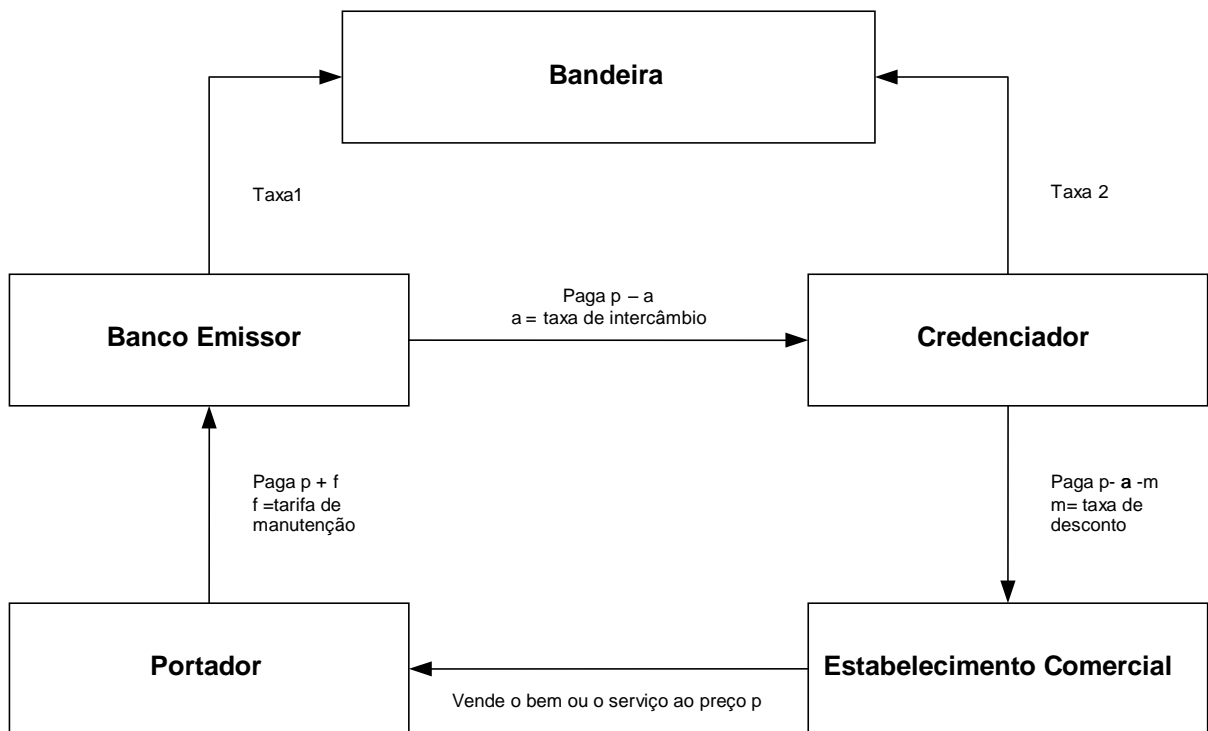 Bandeira
Taxa1
Taxa 2
Paga p – a
a = taxa de intercâmbio
Banco Emissor
Credenciador
Paga p + f
f =tarifa de
manutenção
Paga p- a -m
m= taxa de
desconto
Portador
Estabelecimento Comercial
Vende o bem ou o serviço ao preço p